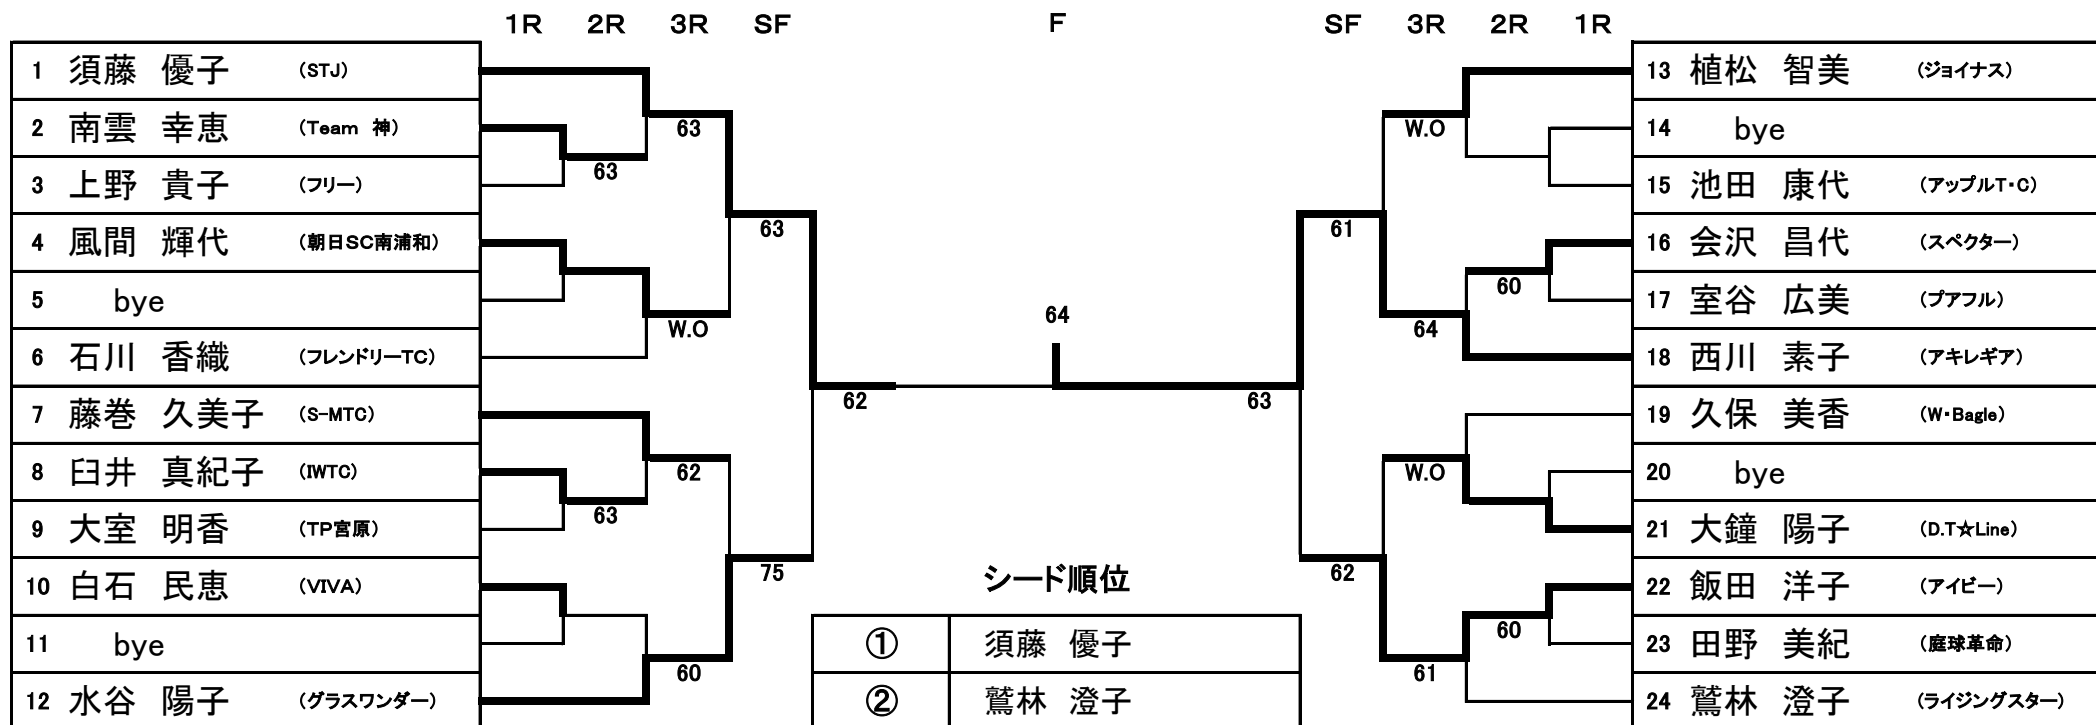 1R 2R 3R SF F SF 3R 2R 1R
1 須藤 優子 (STJ)
2 南雲 幸恵 (Team 神)
3 上野 貴子 (フリー)
4 風間 輝代 (朝日SC南浦和)
5 bye
6 石川 香織 (フレンドリーTC)
7 藤巻 久美子 (S-MTC)
8 臼井 真紀子 (IWTC)
9 大室 明香 (TP宮原)
10 白石 民恵 (VIVA)
11 bye
12 水谷 陽子 (グラスワンダー)
63
63
W.O
62
63
60
63
75
62
64
63
61
62
W.O
60
64
W.O
60
61
13 植松 智美 (ジョイナス)
14 bye
15 池田 康代 (アップルT・C)
16 会沢 昌代 (スペクター)
17 室谷 広美 (プアフル)
18 西川 素子 (アキレギア)
19 久保 美香 (W・Bagle)
20 bye
21 大鐘 陽子 (D.T☆Line)
22 飯田 洋子 (アイビー)
23 田野 美紀 (庭球革命)
24 鷲林 澄子 (ライジングスター)
シード順位
① 須藤 優子
② 鷲林 澄子